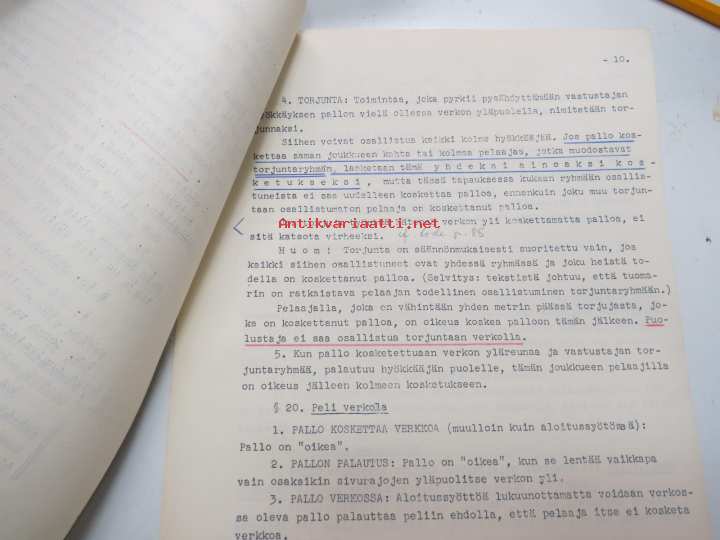 - 10.
4. TORJUNTA: Toimintaa, joka pyrkii pysähdyttämään vastustajan
hyökkäyksen pallon vielä ollessa verkon yläpuolella, nimitetään tor-
junnaksi.
Siihen voivat osallistua kaikki kolme hyökkääjää. Jos pallo kos-
kettaa saman joukkueen kahta tai kolmea pelaajaa, jotka muodostavat
torjuntaryhmän, lasketaan tämä yhdeksi ainoaksi kos-
ketukseksi, mutta tässä tapauksessa kukaan ryhmään osallis-
tuneista ei saa uudelleen koskettaa palloa, ennenkuin joku muu torjun-
taan osallistumaton pelaaja on koskettanut palloa.
verkon yli koskettamatta palloa, ei
sitä katsota virheeksi.
Antikvariaatti.net
Huom: Torjunta on säännönmukaisesti suoritettu vain, jos
kaikki siihen osallistuneet ovat yhdessä ryhmässä ja joku heistä to-
della on koskettanut palloa. (Selvitys: tekstistä johtuu, että tuoma-
rin on ratkaistava pelaajan todellinen osallistuminen torjuntaryhmään.)
Pelaajalla, joka on vähintään yhden metrin päässä torjujasta, jo-
ka on koskettanut palloa, on oikeus koskea palloon tämän jälkeen. Puo-
lustaja ei saa osallistua torjuntaan verkolla.
5. Kun pallo kosketettuaan verkon yläreunaa ja vastustajan tor-
juntaryhmää, palautuu hyökkääjän puolelle, tämän joukkueen pelaajilla
on oikeus jälleen kolmeen kosketukseen.
§ 20. Peli verkolla
1. PALLO KOSKETTAA VERKKOA (muulloin kuin aloitussyötössä):
Pallo on "oikea".
2. PALLON PALAUTUS: Pallo on "oikea", kun se lentää vaikkapa
vain osaksikin sivurajojen yläpuolitse verkon yli.
3. PALLO VERKOSSA: Aloitussyöttöä lukuunottamatta voidaan verkos-
sa oleva pallo palauttaa peliin ehdolla, että pelaaja itse ei kosketa
verkkoa.